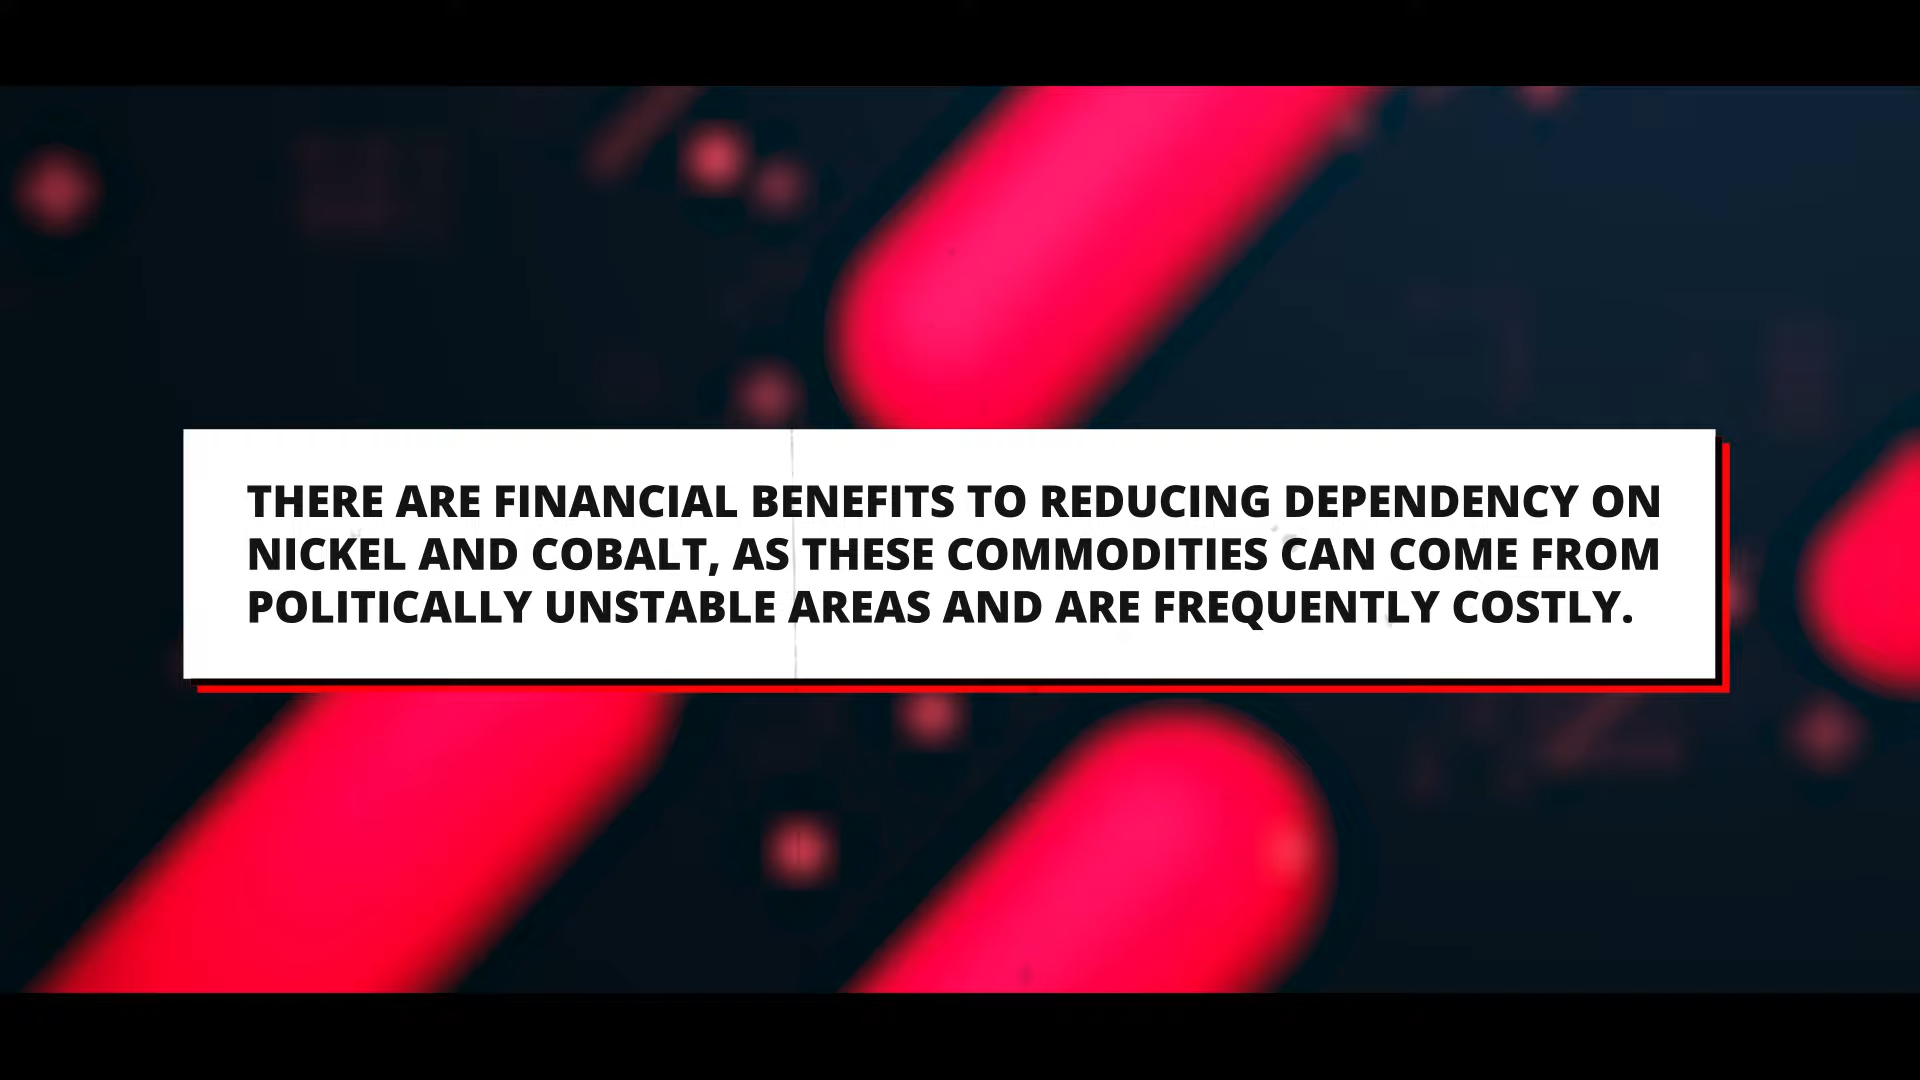 THERE ARE FINANCIAL BENEFITS TO REDUCING DEPENDENCY ON
NICKEL AND COBALT, AS THESE COMMODITIES CAN COME FROM
POLITICALLY UNSTABLE AREAS AND ARE FREQUENTLY COSTLY.